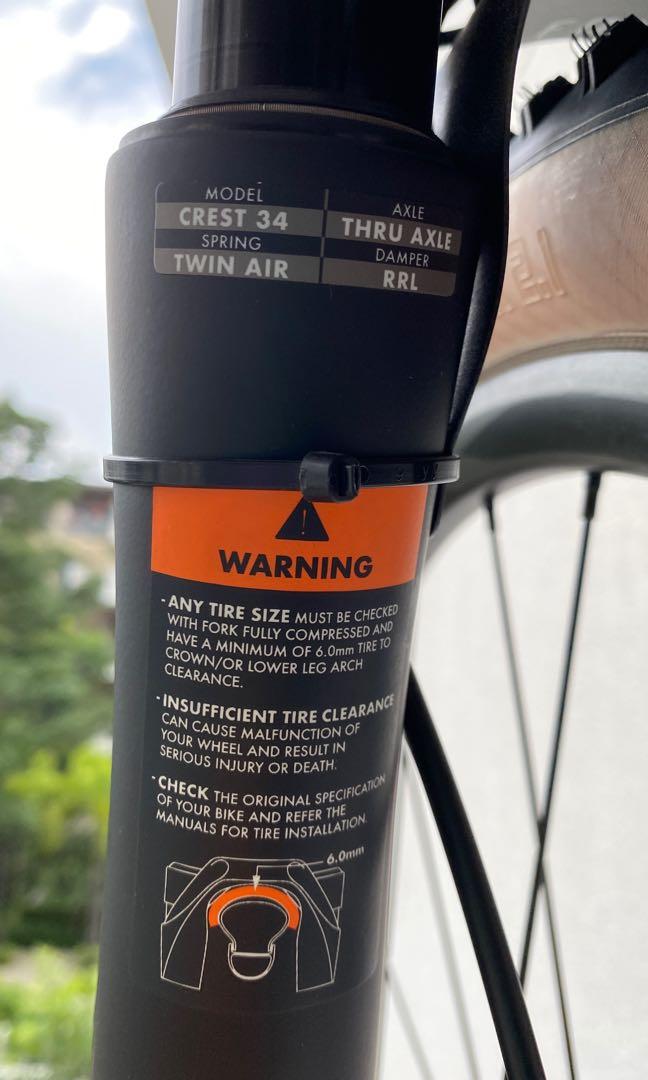 MODEL
CREST 34
SPRING
TWIN AIR
AXLE
THRU AXLE
DAMPER
RRL
WARNING
- ANY TIRE SIZE MUST BE CHECKED
WITH FORK FULLY COMPRESSED AND
HAVE A MINIMUM OF 6.0mm TIRE TO
CROWN/OR LOWER LEG ARCH
CLEARANCE.
- INSUFFICIENT TIRE CLEARANCE
CAN CAUSE MALFUNCTION OF
YOUR WHEEL AND RESULT IN
SERIOUS INJURY OR DEATH.
- CHECK THE ORIGINAL SPECIFICATION
OF YOUR BIKE AND REFER THE
MANUALS FOR TIRE INSTALLATION.
6.0mm